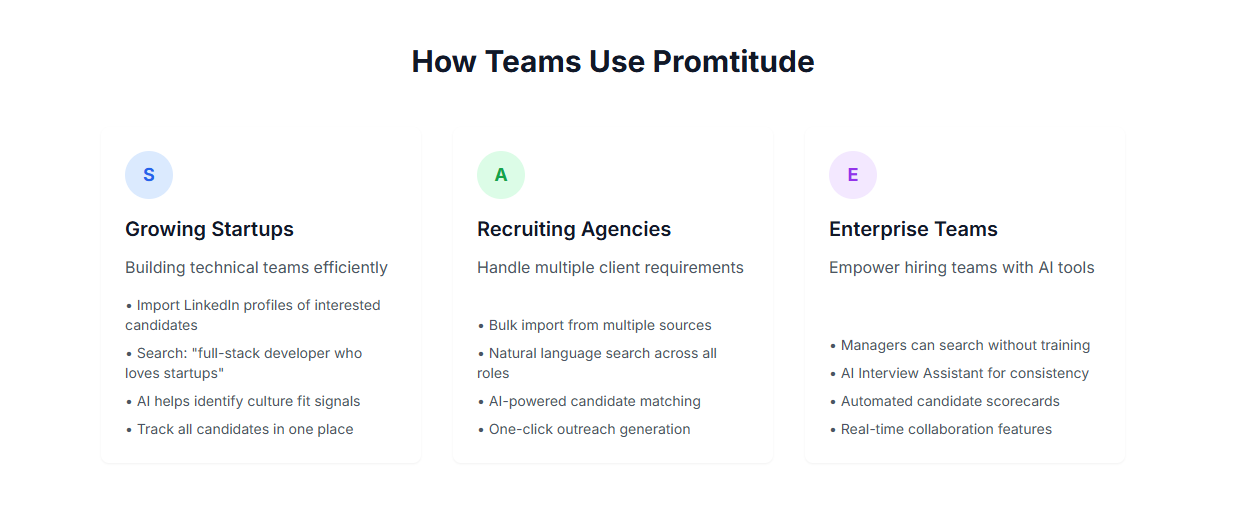 How Teams Use Promtitude
S
Growing Startups
Building technical teams efficiently
• Import LinkedIn profiles of interested
candidates
• Search: "full-stack developer who
loves startups"
• AI helps identify culture fit signals
• Track all candidates in one place
A
Recruiting Agencies
Handle multiple client requirements
• Bulk import from multiple sources
• Natural language search across all
roles
• AI-powered candidate matching
• One-click outreach generation
E
Enterprise Teams
Empower hiring teams with AI tools
• Managers can search without training
• AI Interview Assistant for consistency
• Automated candidate scorecards
• Real-time collaboration features